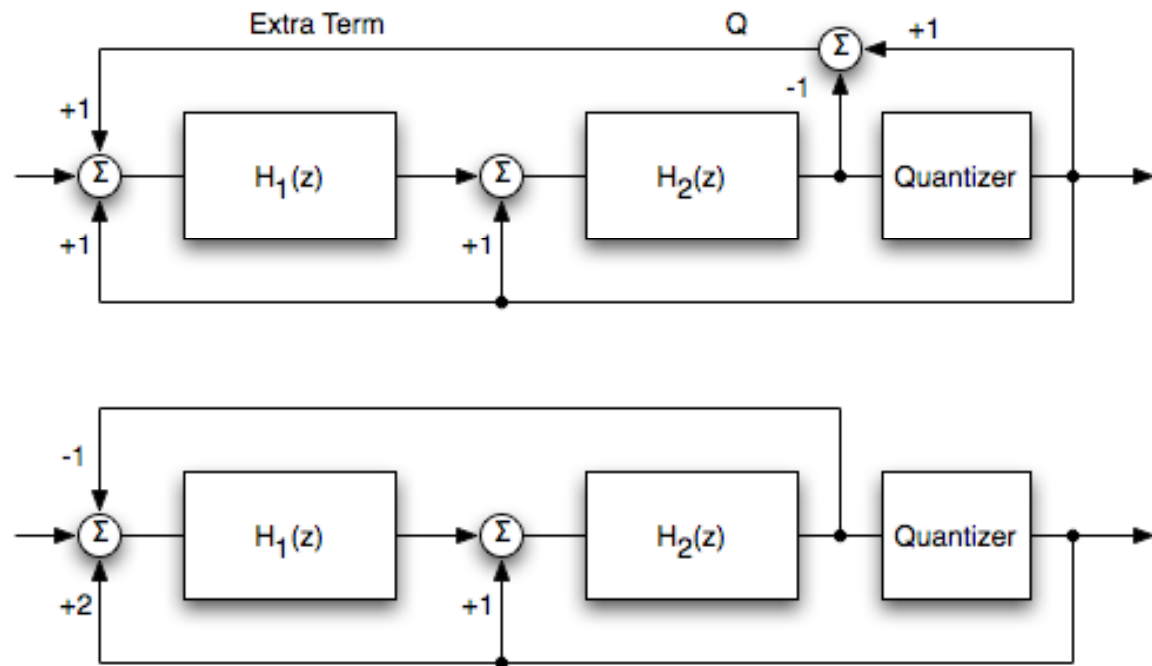 Extra Term Q
+1
-1
+1
Σ
Σ
H₁(z)
Σ
H₂(z)
Quantizer
+1
+1
-1
Σ
H₁(z)
Σ
H₂(z)
Quantizer
+2
+1